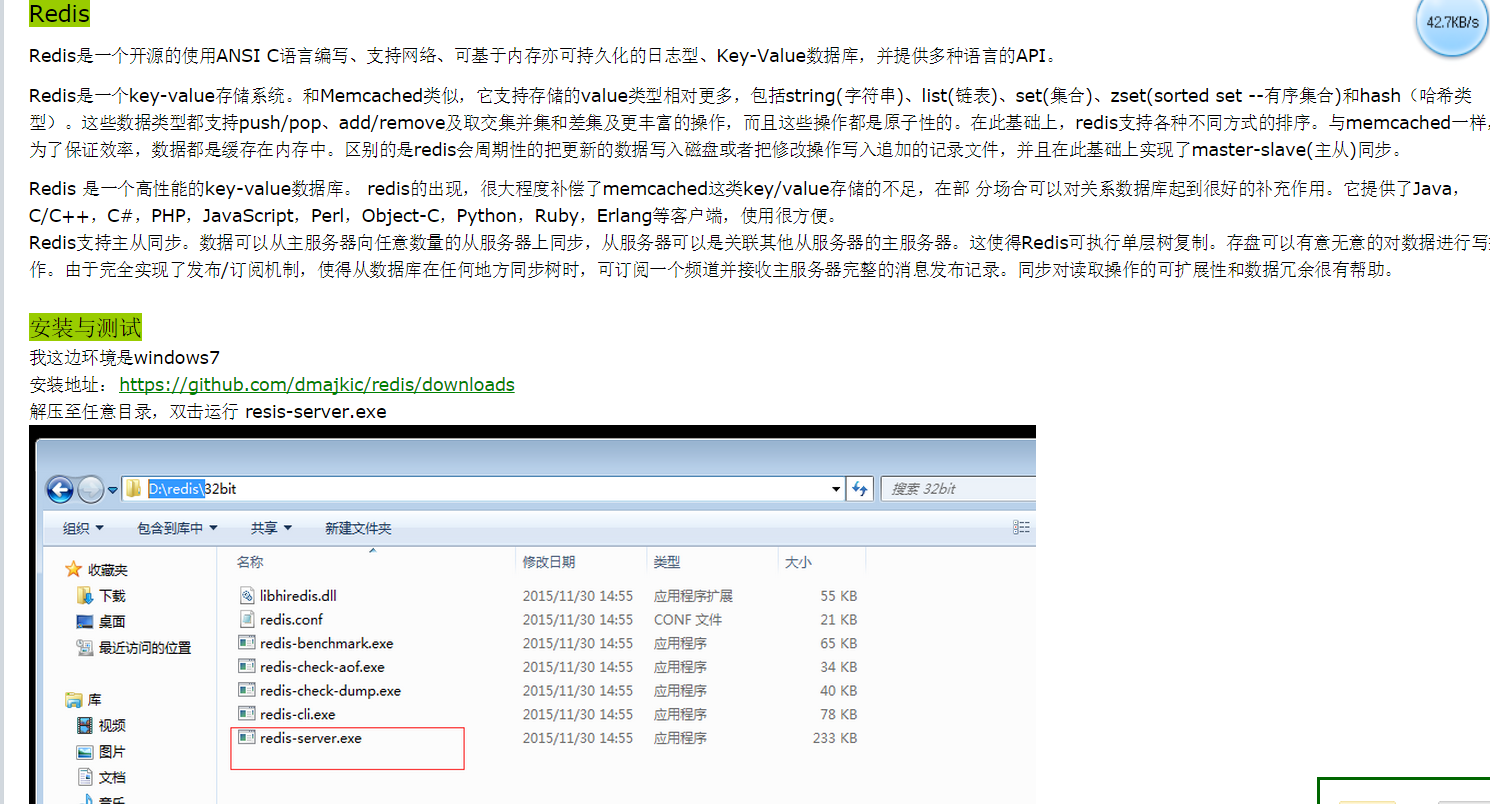 Redis
42.7KB/s
Redis是一个开源的使用ANSI C语言编写、支持网络、可基于内存亦可持久化的日志型、Key-Value数据库，并提供多种语言的API。
Redis是一个key-value存储系统。和Memcached类似，它支持存储的value类型相对更多，包括string(字符串)、list(链表)、set(集合)、zset(sorted set --有序集合)和hash（哈希类
型）。这些数据类型都支持push/pop、add/remove及取交集并集和差集及更丰富的操作，而且这些操作都是原子性的。在此基础上，redis支持各种不同方式的排序。与memcached一样，
为了保证效率，数据都是缓存在内存中。区别的是redis会周期性的把更新的数据写入磁盘或者把修改操作写入追加的记录文件，并且在此基础上实现了master-slave(主从)同步。
Redis 是一个高性能的key-value数据库。 redis的出现，很大程度补偿了memcached这类key/value存储的不足，在部 分场合可以对关系数据库起到很好的补充作用。它提供了Java，
C/C++，C#，PHP，JavaScript，Perl，Object-C，Python，Ruby，Erlang等客户端，使用很方便。
Redis支持主从同步。数据可以从主服务器向任意数量的从服务器上同步，从服务器可以是关联其他从服务器的主服务器。这使得Redis可执行单层树复制。存盘可以有意无意的对数据进行写
作。由于完全实现了发布/订阅机制，使得从数据库在任何地方同步树时，可订阅一个频道并接收主服务器完整的消息发布记录。同步对读取操作的可扩展性和数据冗余很有帮助。
安装与测试
我这边环境是windows7
安装地址：https://github.com/dmajkic/redis/downloads
解压至任意目录，双击运行 resis-server.exe
D:\redis\32bit 搜索 32bit
组织 包含到库中 共享 新建文件夹
名称 修改日期 类型 大小
收藏夹
下载
桌面
最近访问的位置
库
视频
图片
文档
音乐
libhiredis.dll 2015/11/30 14:55 应用程序扩展 55 KB
redis.conf 2015/11/30 14:55 CONF 文件 21 KB
redis-benchmark.exe 2015/11/30 14:55 应用程序 65 KB
redis-check-aof.exe 2015/11/30 14:55 应用程序 34 KB
redis-check-dump.exe 2015/11/30 14:55 应用程序 40 KB
redis-cli.exe 2015/11/30 14:55 应用程序 78 KB
redis-server.exe 2015/11/30 14:55 应用程序 233 KB